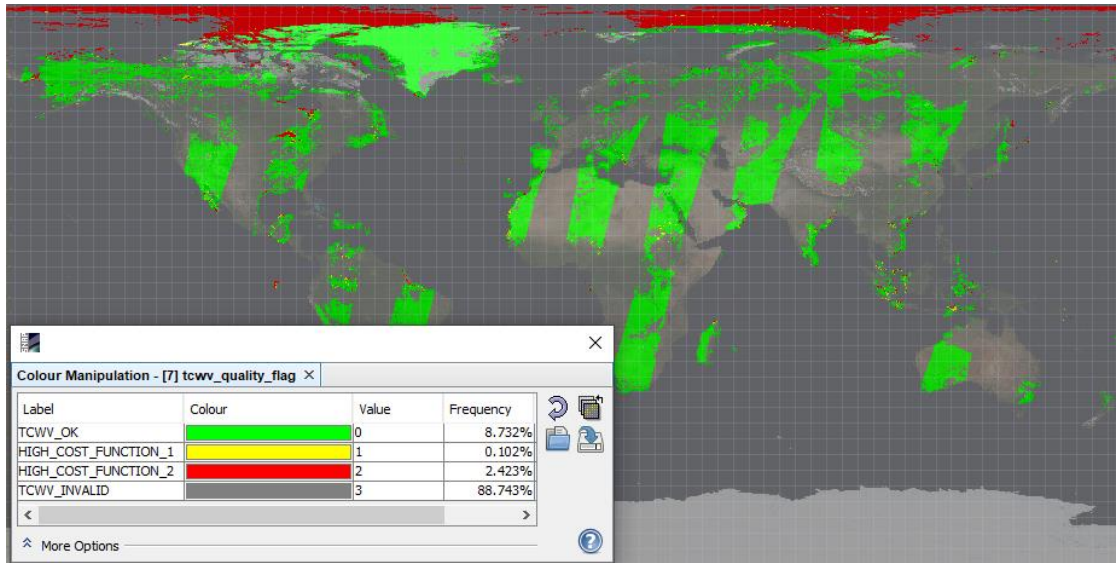 Colour Manipulation - [7] tcwv_quality_flag
Label Colour Value Frequency
TCWV_OK 0 8.732%
HIGH_COST_FUNCTION_1 1 0.102%
HIGH_COST_FUNCTION_2 2 2.423%
TCWV_INVALID 3 88.743%
More Options